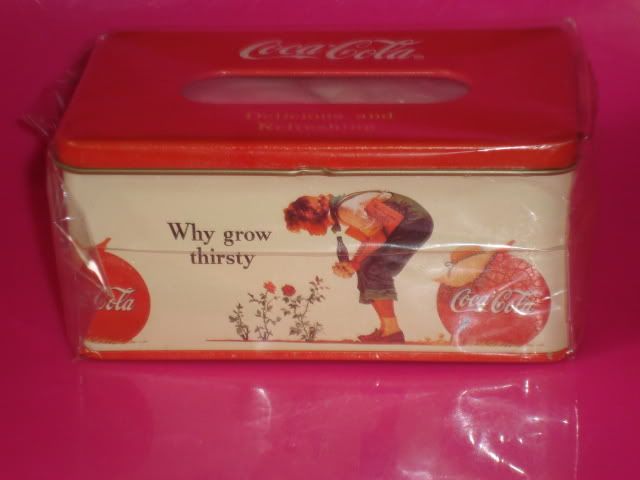 Coca-Cola
Delicious and
Refreshing
Why grow
thirsty
Cola
Coca-Cola